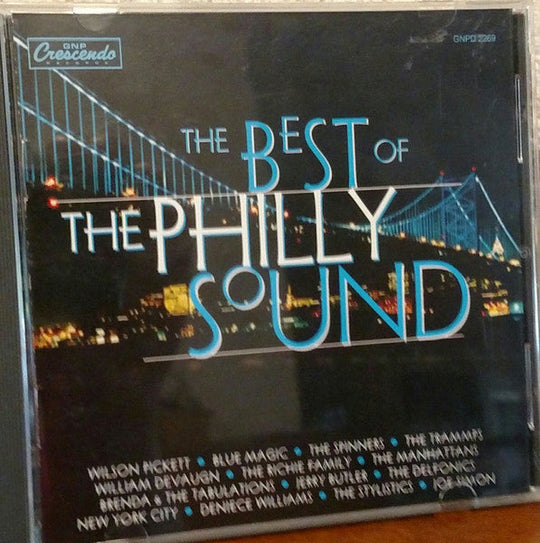 GNP
Crescendo
RECORDS
GNPD 2269
THE BEST OF
THE PHILLY
SOUND
WILSON PICKETT • BLUE MAGIC • THE SPINNERS • THE TRAMMPS
WILLIAM DEVAUGHN • THE RICHIE FAMILY • THE MANHATTANS
BRENDA & THE TABULATIONS • JERRY BUTLER • THE DELFONICS
NEW YORK CITY • DENIECE WILLIAMS • THE STYLISTICS • JOE SIMON